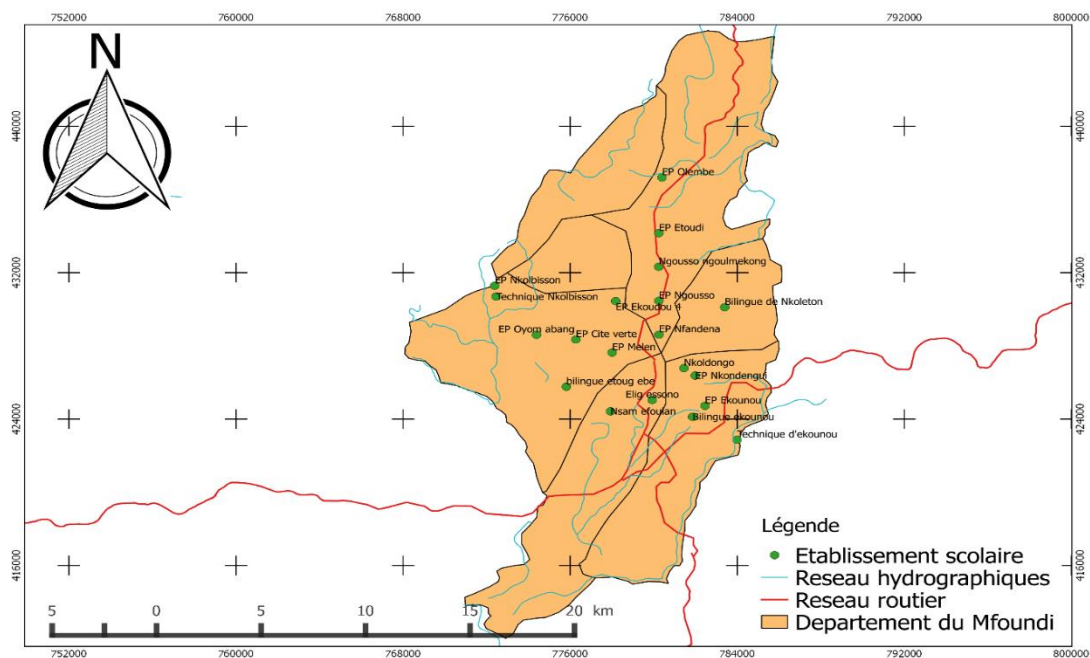 752000 760000 768000 776000 784000 792000 800000
N
440000 440000
EP Olembe
EP Etoudi
Ngousso ngoulmekong
432000 432000
EP Nkolbisson
Technique Nkolbisson
EP Ngousso
EP Ekoudou 4
Bilingue de Nkoleton
EP Oyom abang
EP Cite verte
EP Nfandena
EP Melen
Nkoldongo
EP Nkondengui
bilingue etoug ebe
Elig essono
EP Ekounou
Nsam efoulan
Bilingue ekounou
424000 424000
Technique d'ekounou
Légende
Etablissement scolaire
Reseau hydrographiques
Reseau routier
Departement du Mfoundi
416000 416000
5 0 5 10 15 20 km
752000 760000 768000 776000 784000 792000 800000